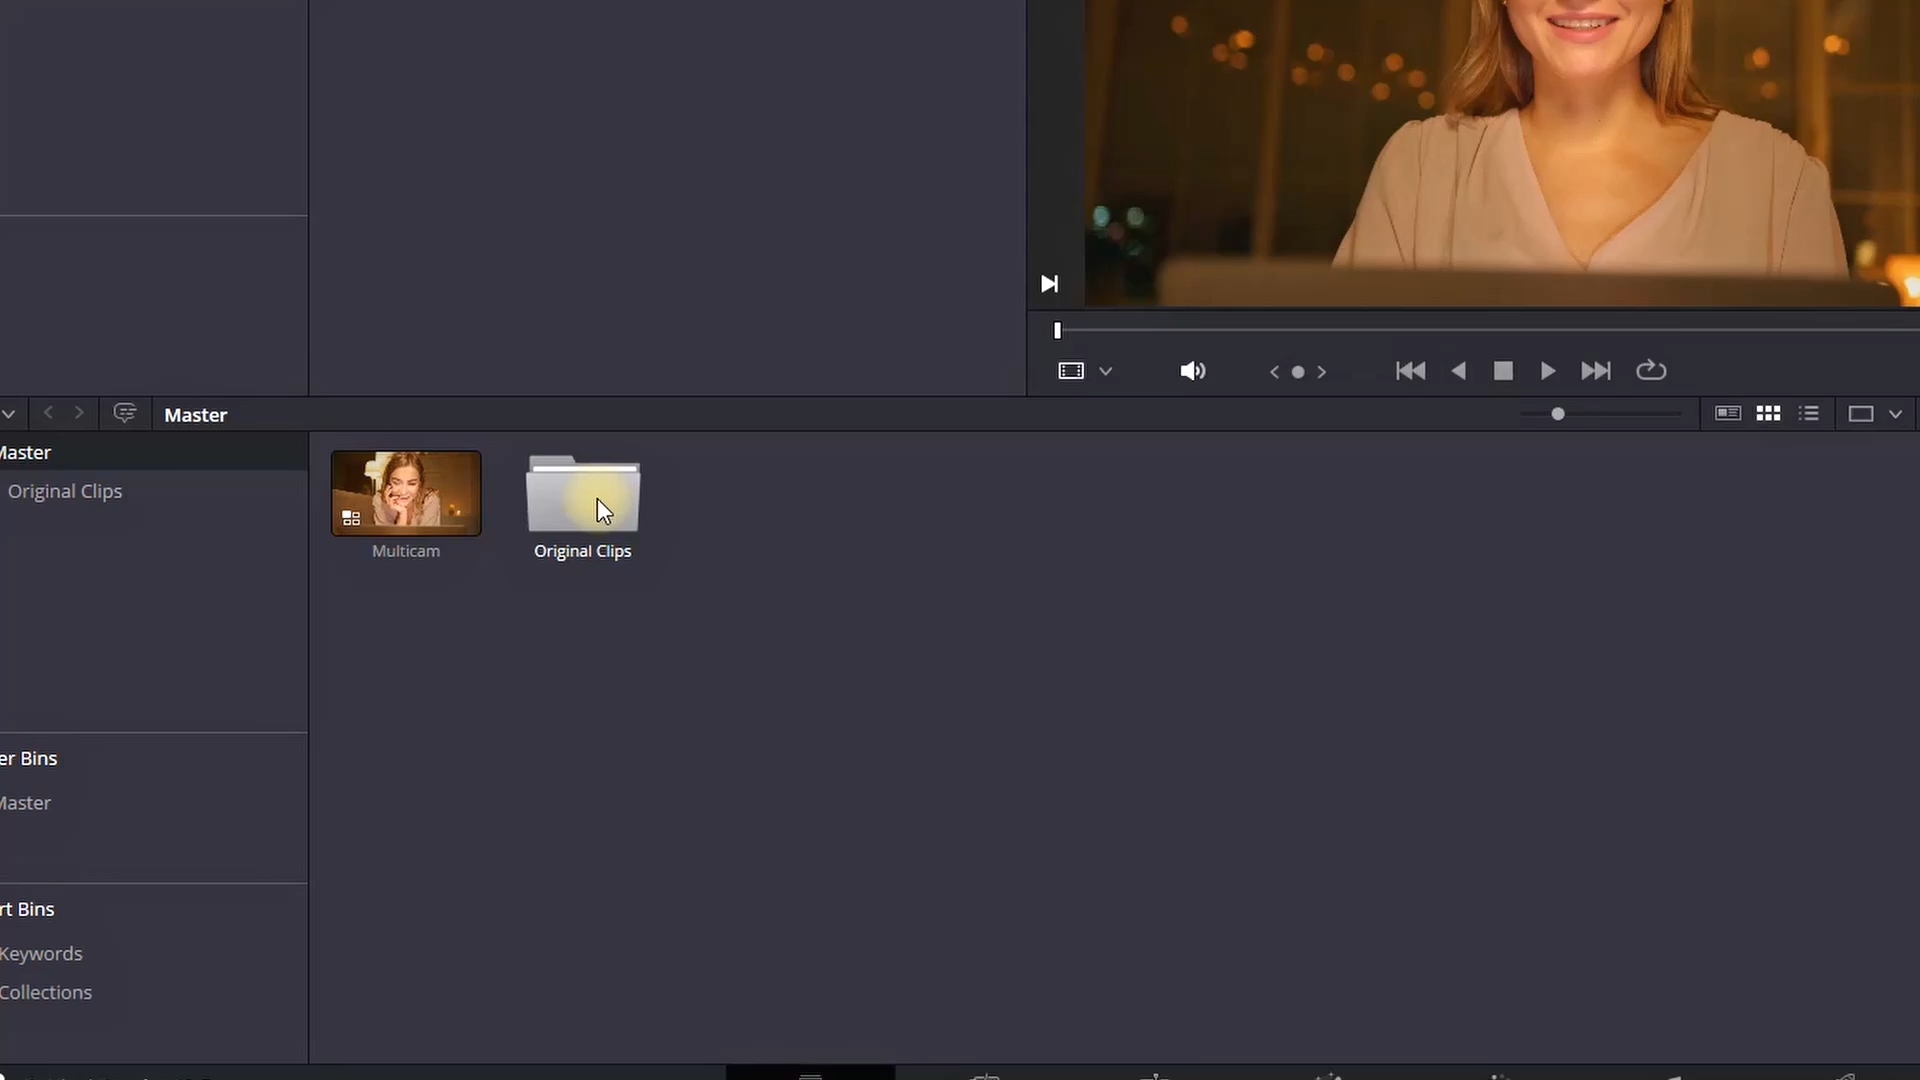 Master
Master
Original Clips
Multicam
Original Clips
er Bins
Master
rt Bins
Keywords
Collections